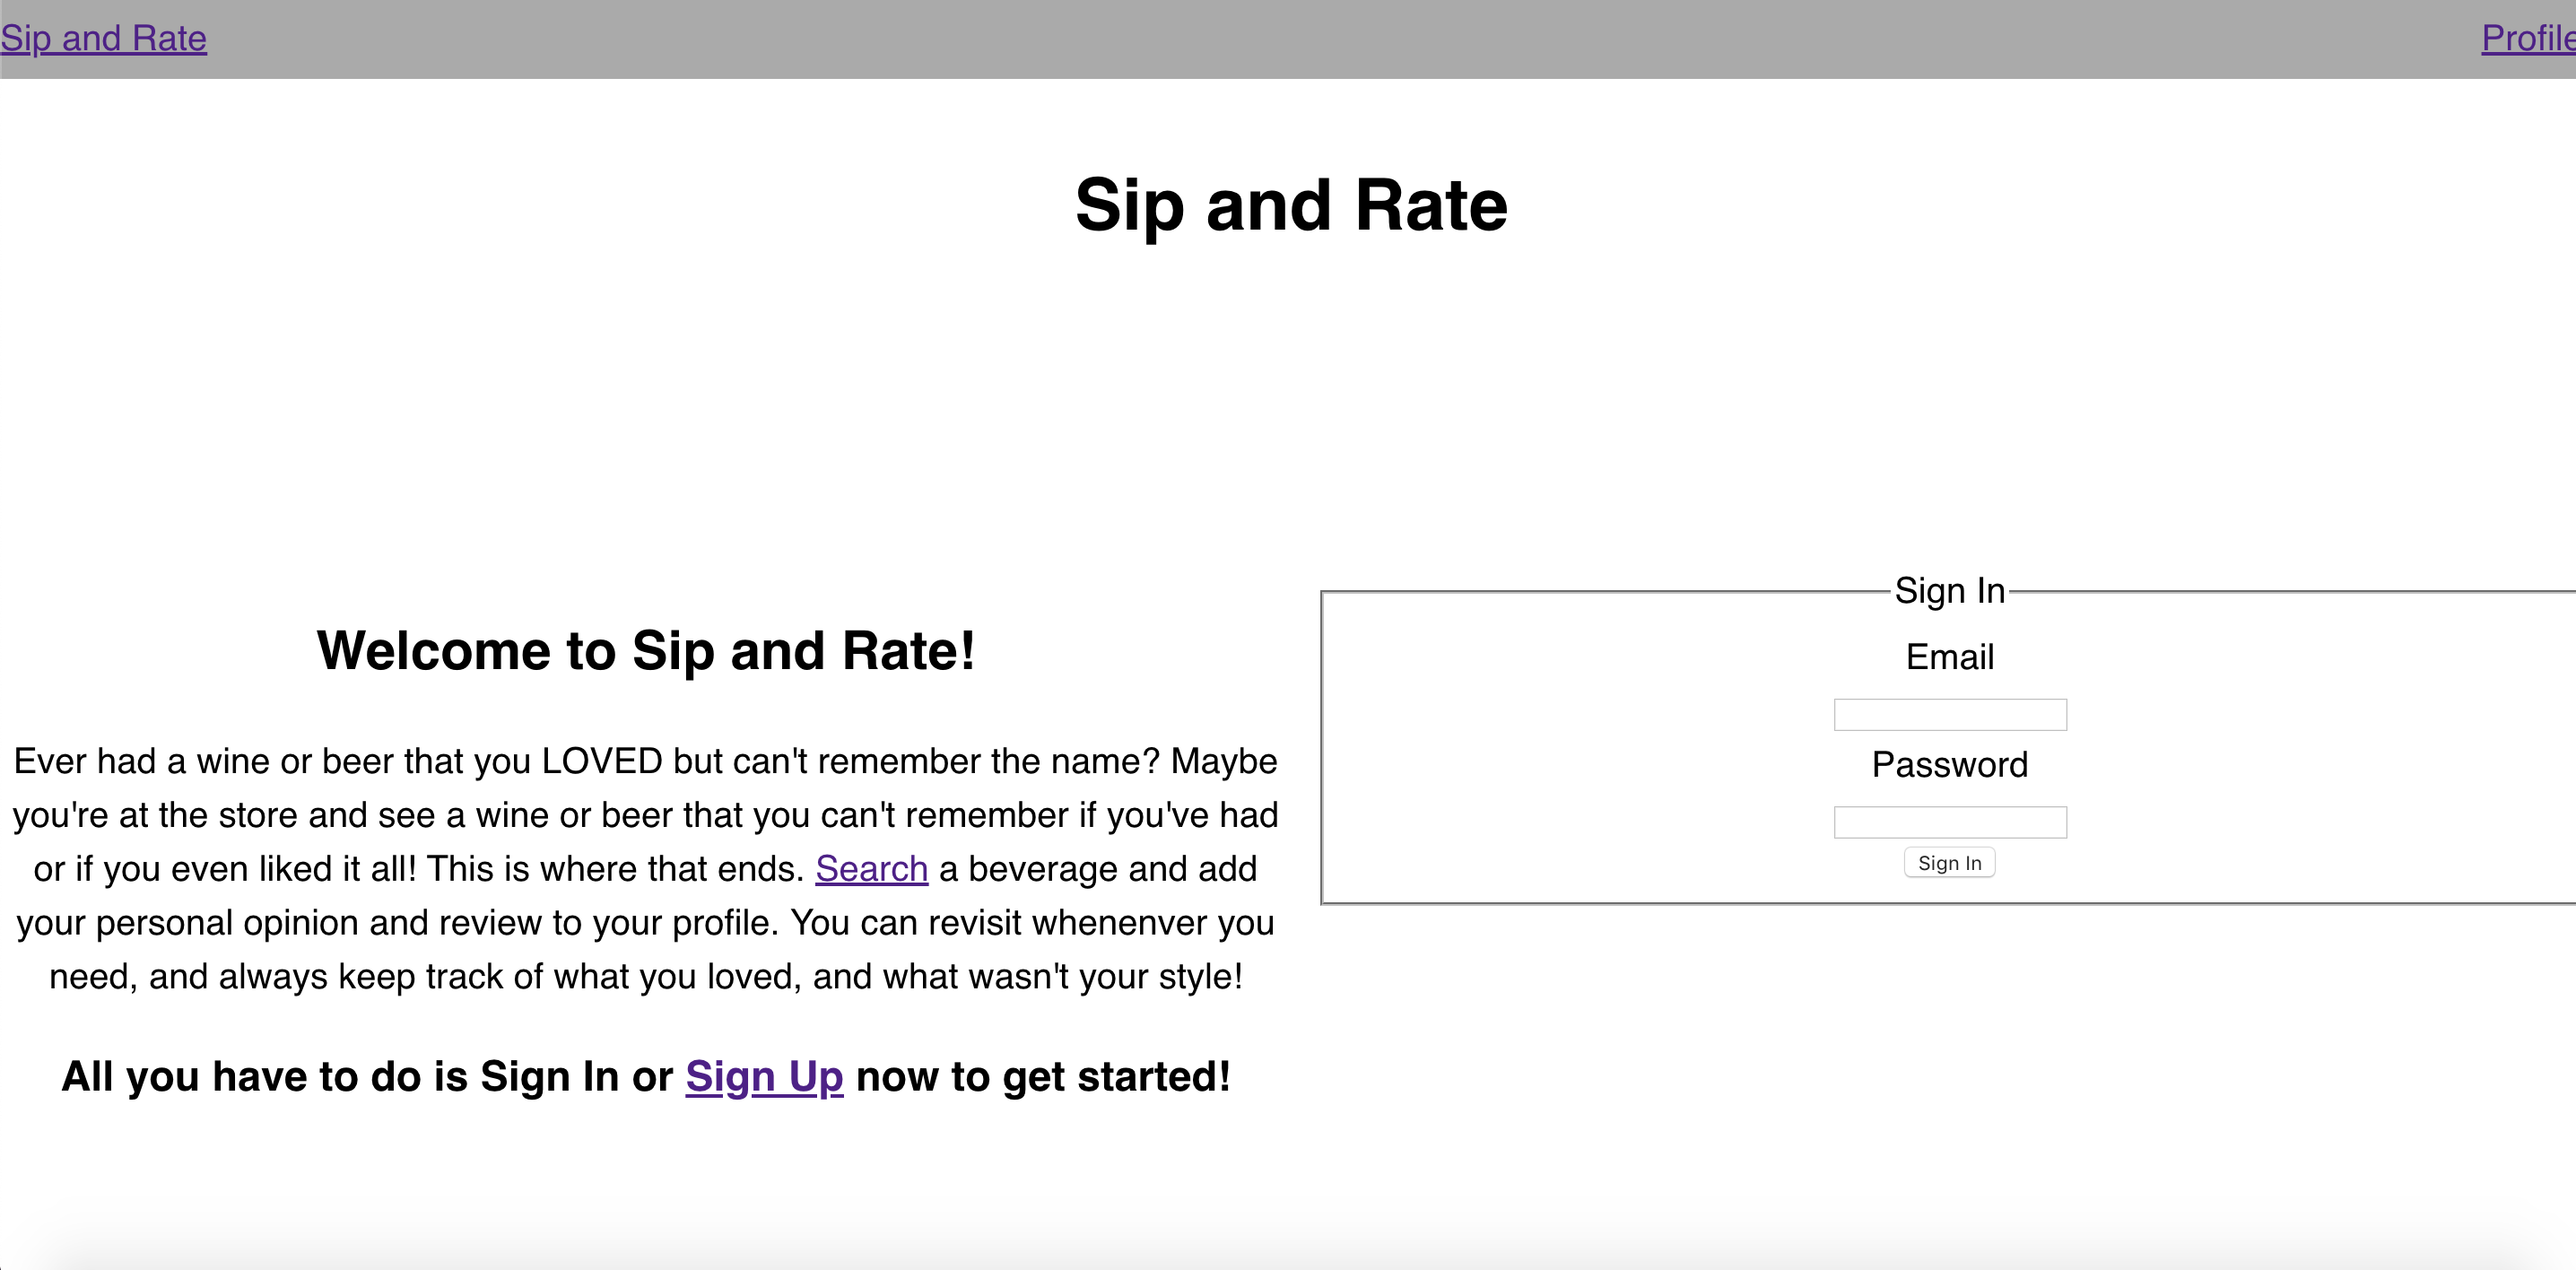 Sip and Rate
Profile
Sip and Rate
Welcome to Sip and Rate!
Ever had a wine or beer that you LOVED but can't remember the name? Maybe
you're at the store and see a wine or beer that you can't remember if you've had
or if you even liked it all! This is where that ends. Search a beverage and add
your personal opinion and review to your profile. You can revisit whenenver you
need, and always keep track of what you loved, and what wasn't your style!
All you have to do is Sign In or Sign Up now to get started!
Sign In
Email
Password
Sign In